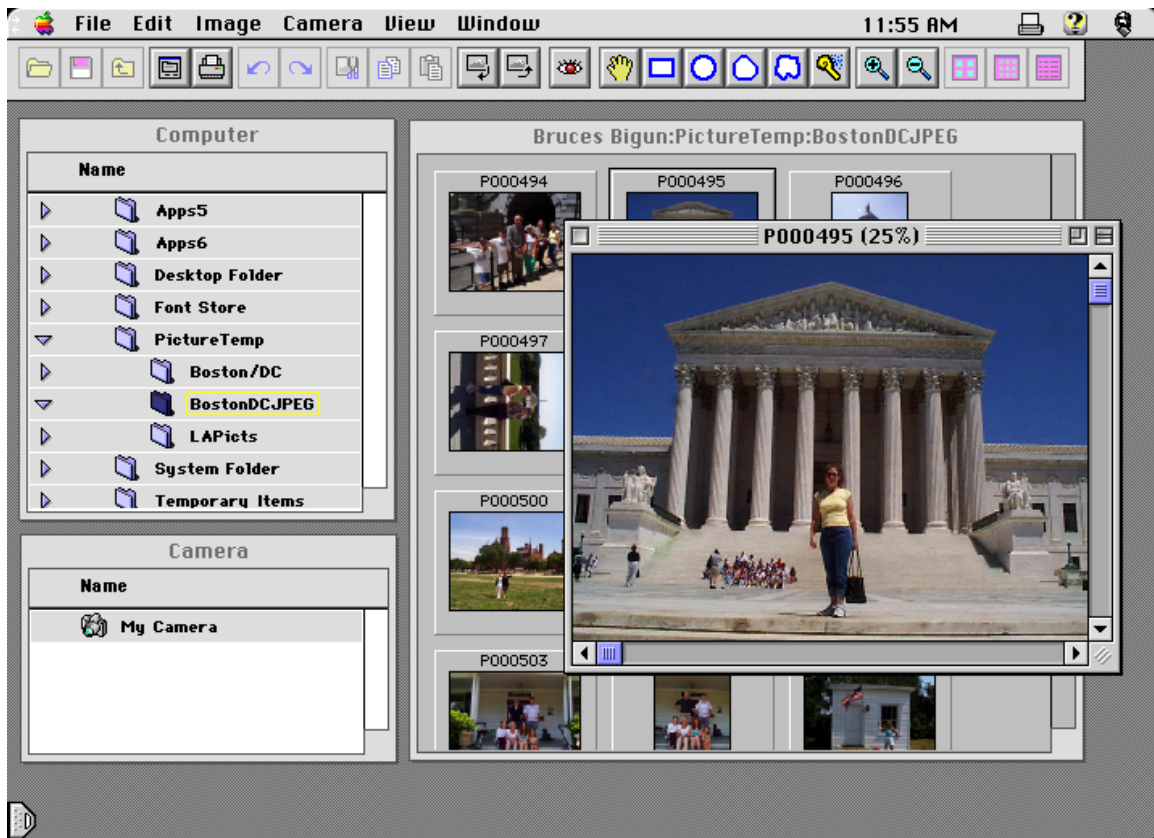 File Edit Image Camera View Window 11:55 AM
Computer
Name
Apps5
Apps6
Desktop Folder
Font Store
PictureTemp
Boston/DC
BostonDCJPEG
LAPicts
System Folder
Temporary Items
Camera
Name
My Camera
Bruces Bigun:PictureTemp:BostonDCJPEG
P000494 P000495 P000496
P000495 (25%)
P000497
P000500
P000503